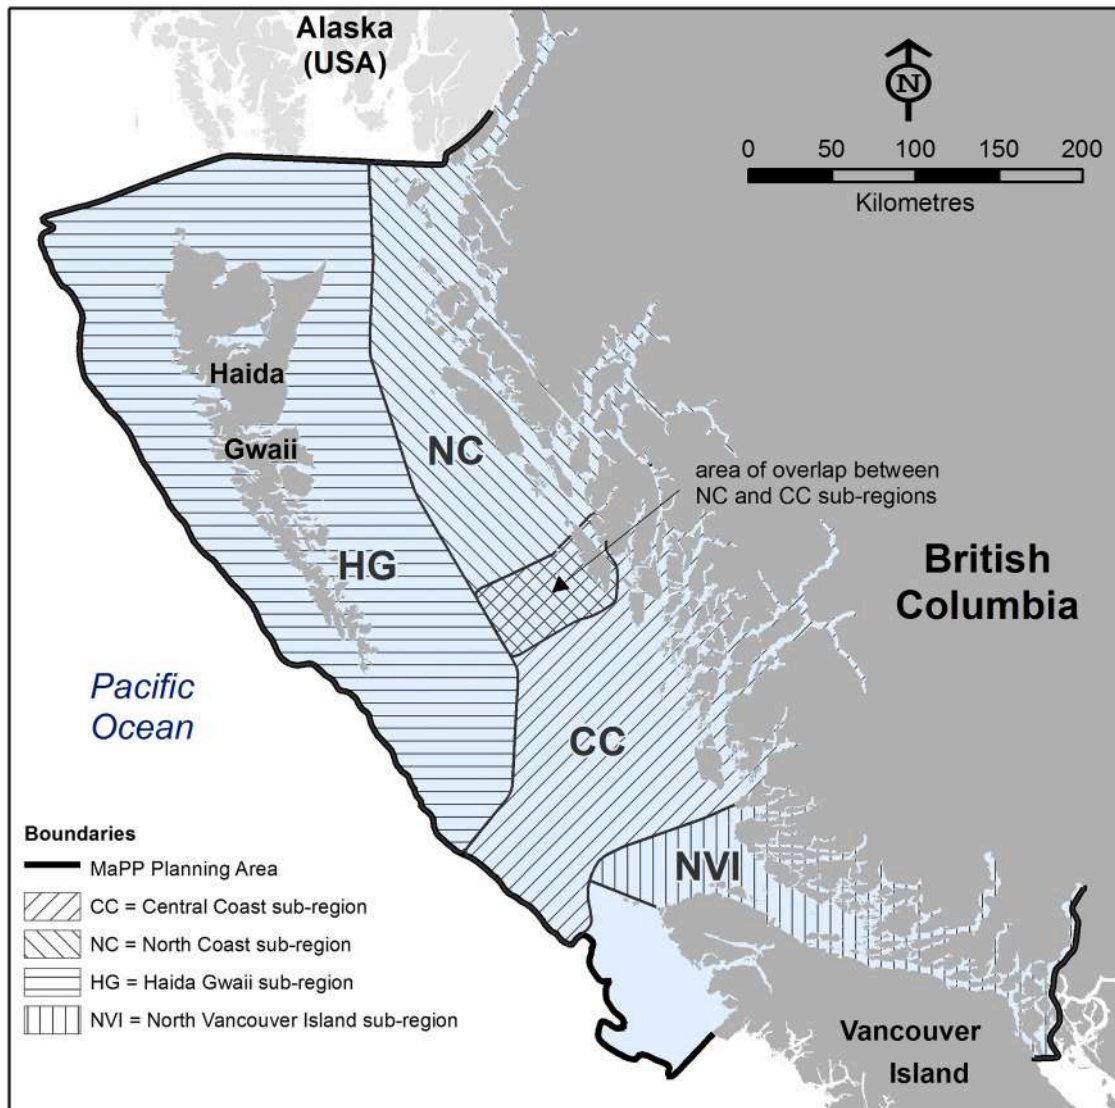 Alaska
(USA)
N
0 50 100 150 200
Kilometres
Haida
Gwaii
NC
area of overlap between
NC and CC sub-regions
HG
British
Columbia
Pacific
Ocean
CC
NVI
Boundaries
MaPP Planning Area
CC = Central Coast sub-region
NC = North Coast sub-region
HG = Haida Gwaii sub-region
NVI = North Vancouver Island sub-region
Vancouver
Island